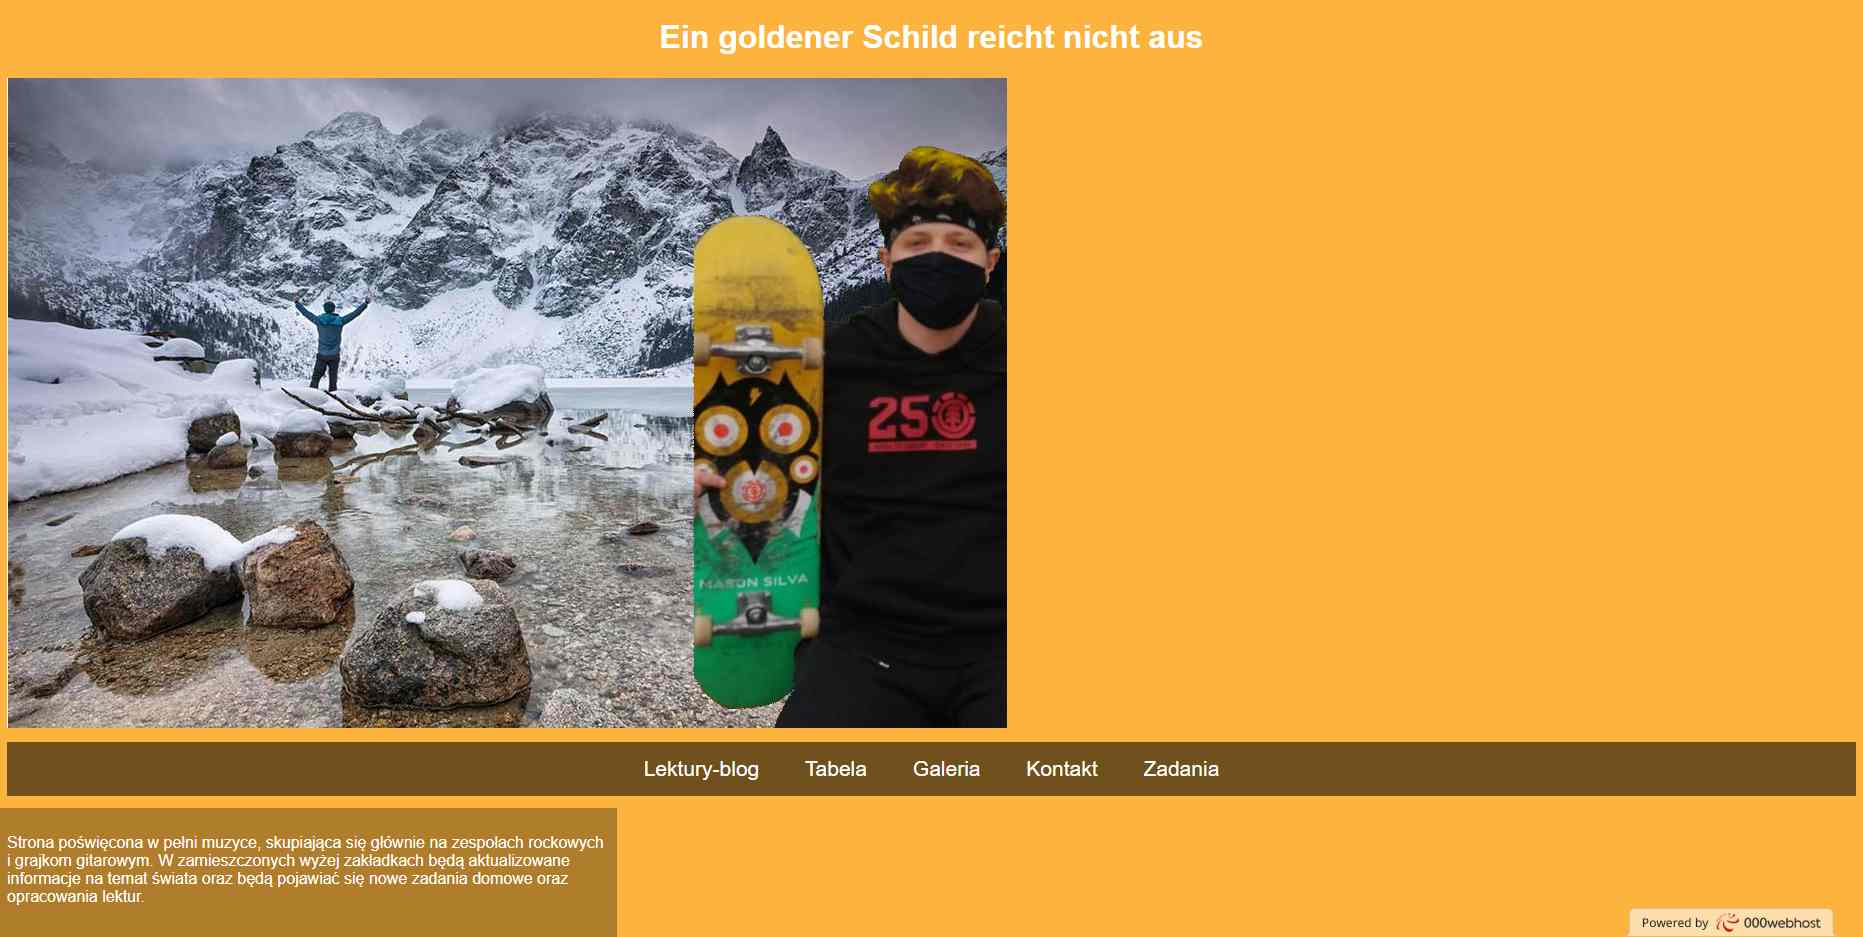 Ein goldener Schild reicht nicht aus
250
MASON SILVA
Lektury-blog Tabela Galeria Kontakt Zadania
Strona poświęcona w pełni muzyce, skupiająca się głównie na zespołach rockowych
i grajkom gitarowym. W zamieszczonych wyżej zakładkach będą aktualizowane
informacje na temat świata oraz będą pojawiać się nowe zadania domowe oraz
opracowania lektur.
Powered by 000webhost